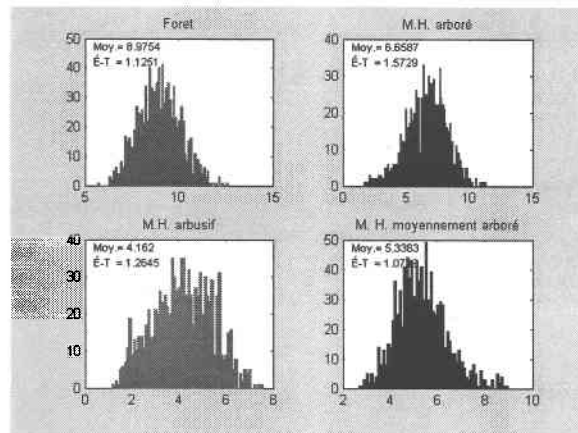 Foret
50
40
30
20
10
0
Moy.= 8.9754
É-T = 1.1251
5 10 15
M.H. arboré
40
30
20
10
0
Moy.= 6.6587
É-T = 1.5729
0 5 10 15
M.H. arbusif
40
30
20
10
0
Moy.= 4.162
É-T = 1.2645
0 2 4 6 8
M. H. moyennement arboré
50
40
30
20
10
0
Moy.= 5.3383
É-T = 
2 4 6 8 10